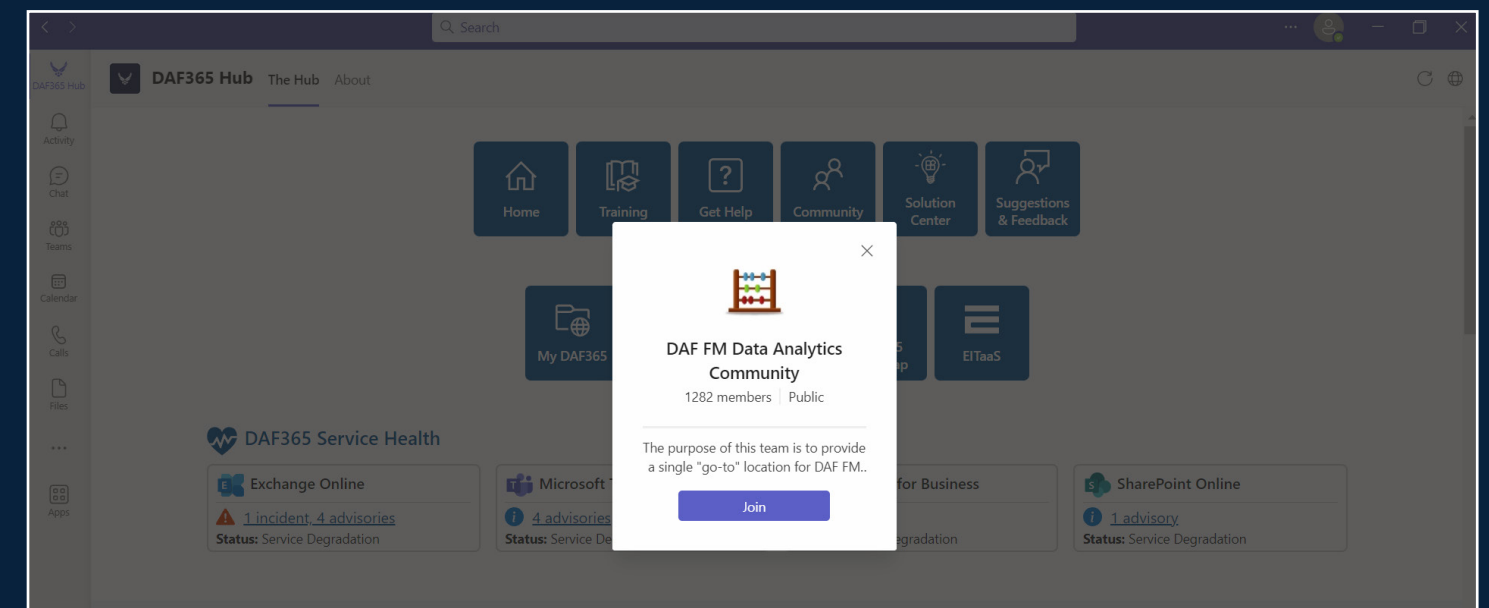 Search
DAF365 Hub
DAF365 Hub The Hub About
Activity
Chat
Teams
Calendar
Calls
Files
Apps
Home
Training
Get Help
Community
Solution
Center
Suggestions
& Feedback
My DAF365
5
ap
EITaaS
DAF FM Data Analytics
Community
1282 members | Public
The purpose of this team is to provide
a single "go-to" location for DAF FM..
Join
DAF365 Service Health
Exchange Online
1 incident, 4 advisories
Status: Service Degradation
Microsoft T
4 advisories
Status: Service De
for Business
egradation
SharePoint Online
1 advisory
Status: Service Degradation